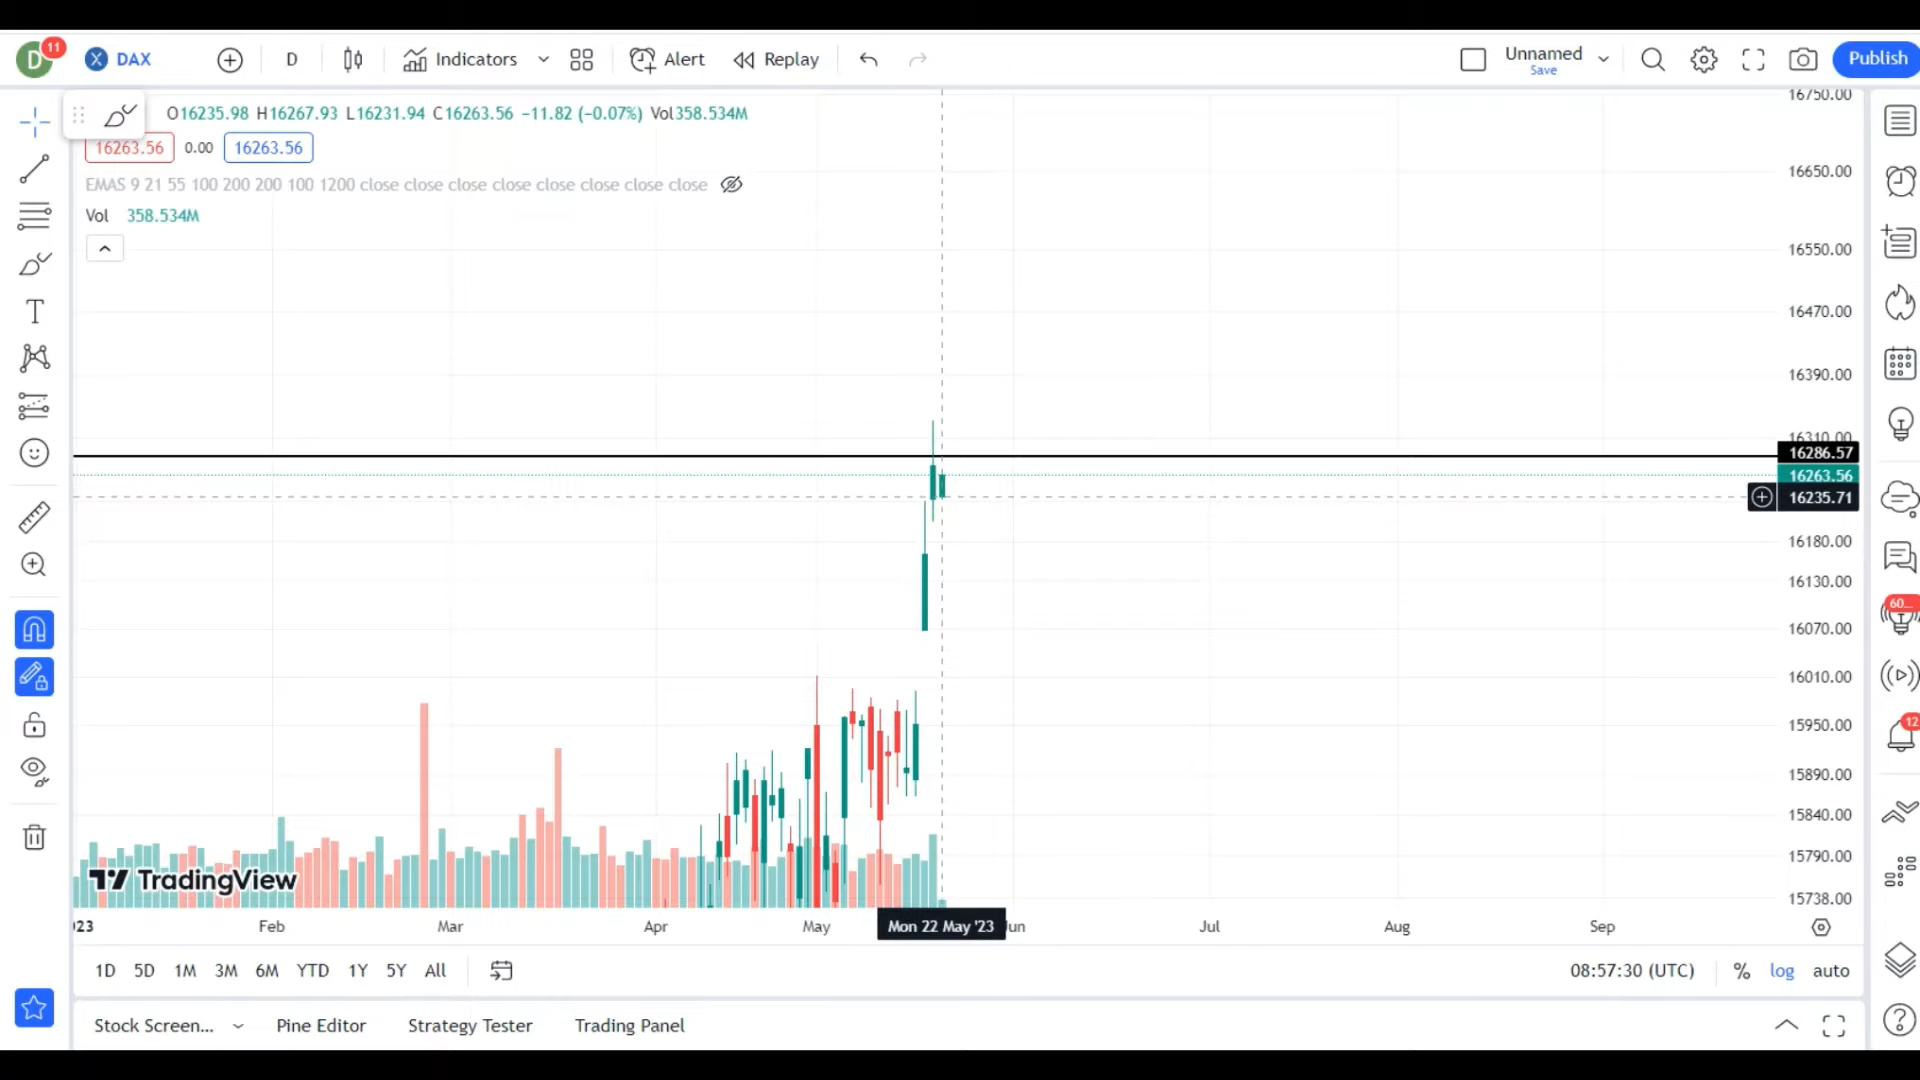 D 11 DAX D Indicators Alert Replay Unnamed Save Publish
O16235.98 H16267.93 L16231.94 C16263.56 −11.82 (−0.07%) Vol358.534M
16263.56 0.00 16263.56
EMAS 9 21 55 100 200 200 100 1200 close close close close close close close close
Vol 358.534M
16750.00
16650.00
16550.00
16470.00
16390.00
16310.00
16286.57
16263.56
16235.71
16180.00
16130.00
60...
16070.00
16010.00
12
15950.00
15890.00
15840.00
15790.00
15738.00
TradingView
023 Feb Mar Apr May Mon 22 May '23 Jun Jul Aug Sep
1D 5D 1M 3M 6M YTD 1Y 5Y All 08:57:30 (UTC) % log auto
Stock Screen... Pine Editor Strategy Tester Trading Panel